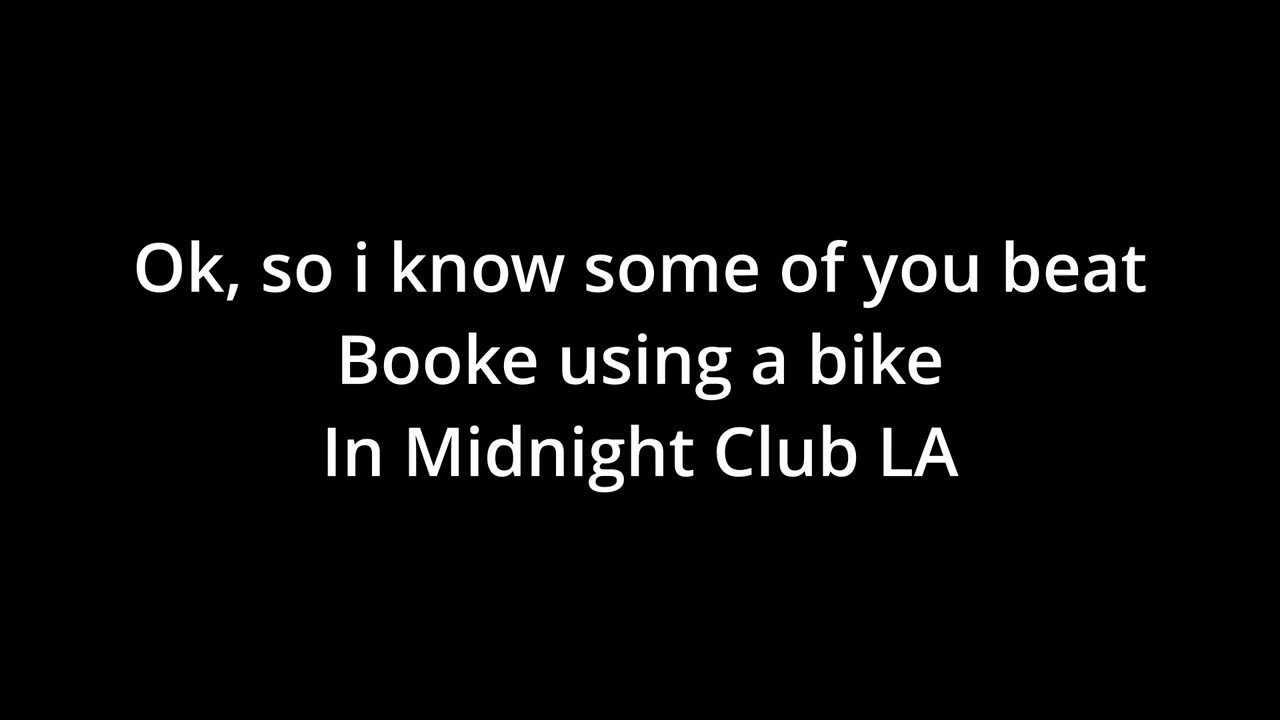 Ok, so i know some of you beat
Booke using a bike
In Midnight Club LA